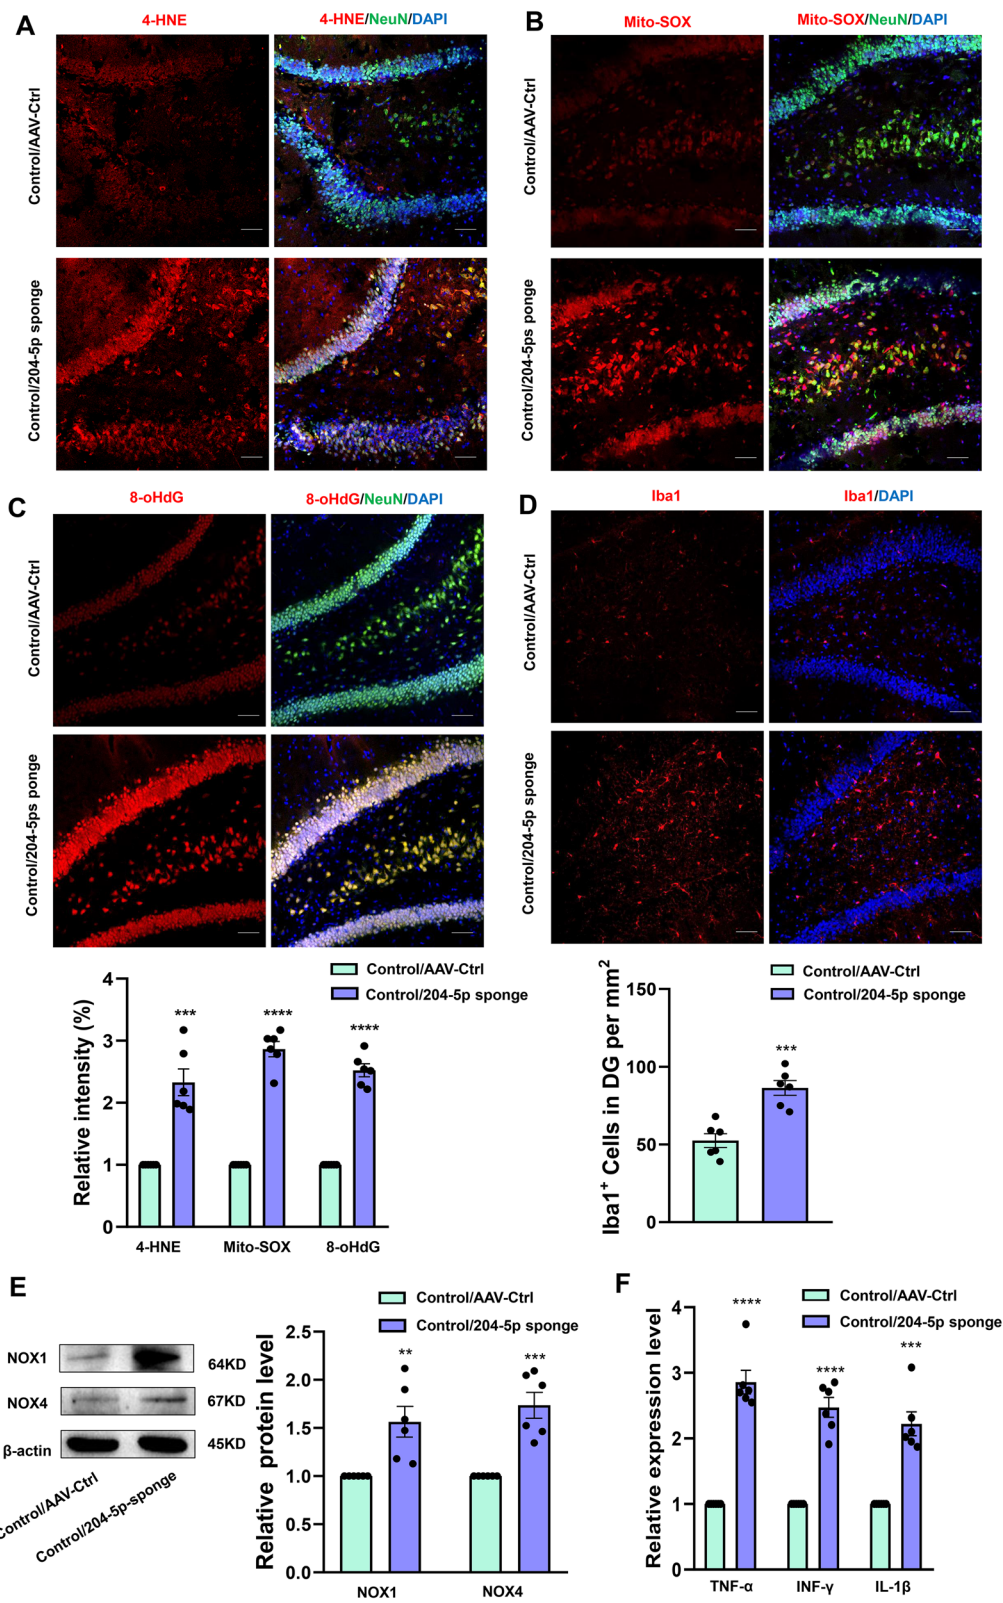 A
4-HNE
4-HNE/NeuN/DAPI
Control/AAV-Ctrl
Control/204-5p sponge
B
Mito-SOX
Mito-SOX/NeuN/DAPI
Control/AAV-Ctrl
Control/204-5ps ponge
C
8-oHdG
8-oHdG/NeuN/DAPI
Control/AAV-Ctrl
Control/204-5ps ponge
D
Iba1
Iba1/DAPI
Control/AAV-Ctrl
Control/204-5p sponge
Control/AAV-Ctrl
Control/204-5p sponge
Relative intensity (%)
4
3
2
1
0
***
****
****
4-HNE
Mito-SOX
8-oHdG
Control/AAV-Ctrl
Control/204-5p sponge
Iba1+ Cells in DG per mm2
150
100
50
0
***
E
NOX1
64KD
NOX4
67KD
β-actin
45KD
Control/AAV-Ctrl
Control/204-5p-sponge
Control/AAV-Ctrl
Control/204-5p sponge
Relative protein level
2.5
2.0
1.5
1.0
0.5
0.0
**
***
NOX1
NOX4
F
Control/AAV-Ctrl
Control/204-5p sponge
Relative expression level
4
3
2
1
0
****
****
***
TNF-α
INF-γ
IL-1β